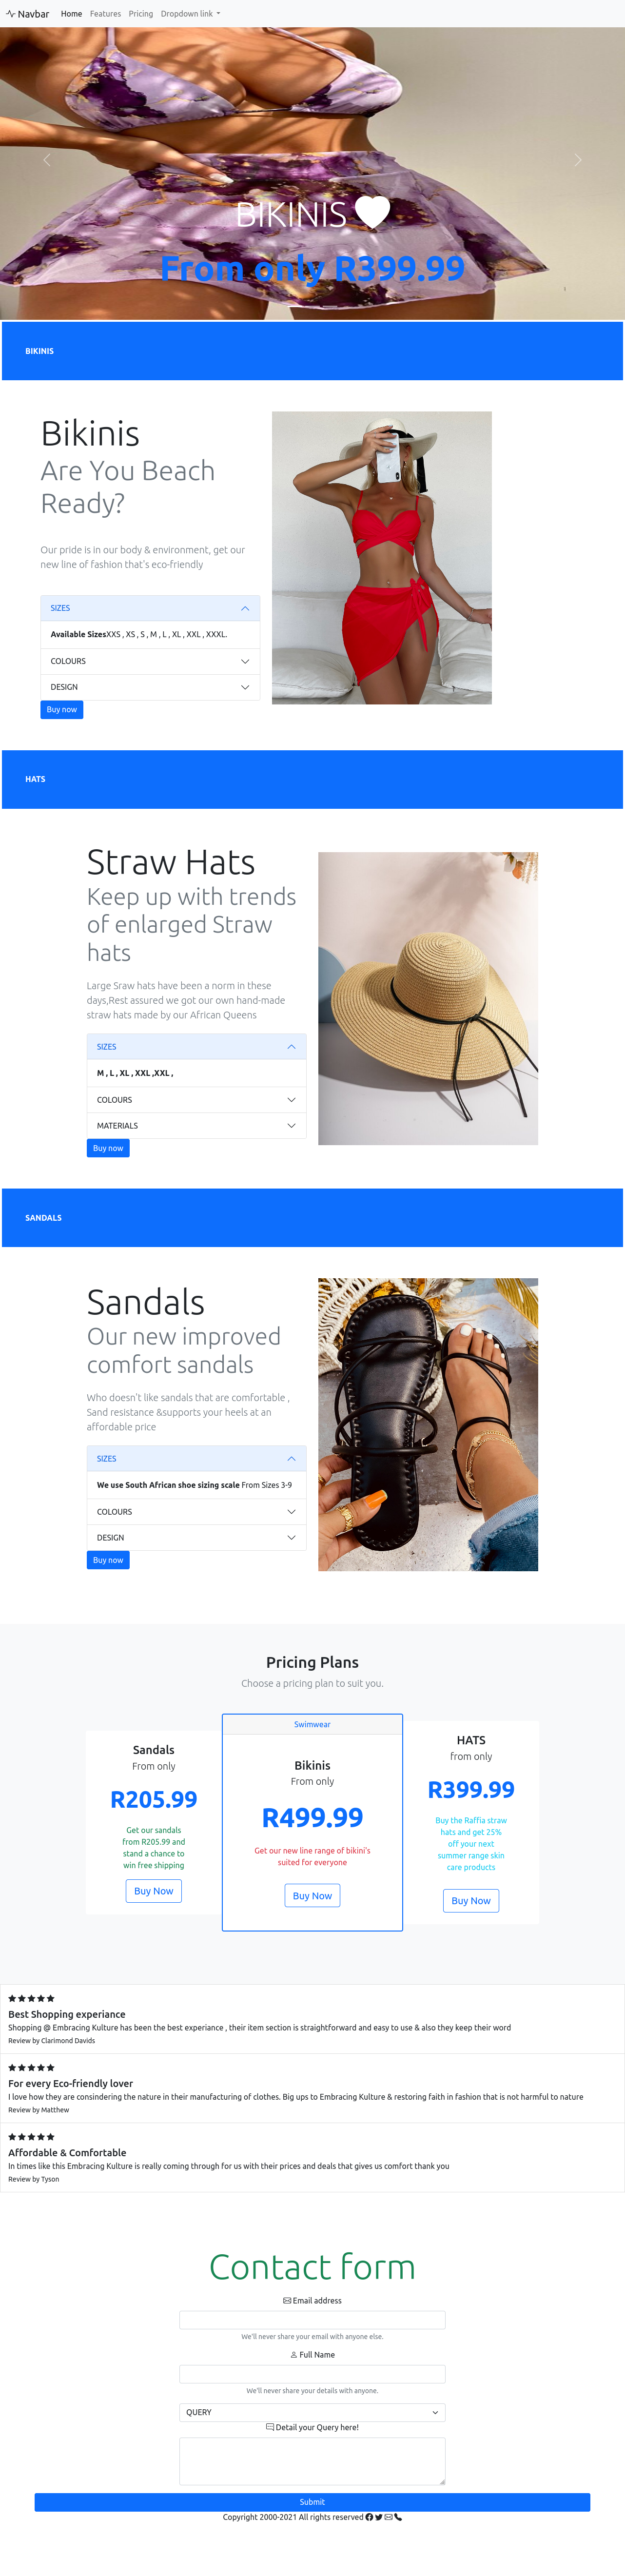 Navbar Home Features Pricing Dropdown link
BIKINIS
From only R399.99
BIKINIS
Bikinis
Are You Beach
Ready?
Our pride is in our body & environment, get our
new line of fashion that's eco-friendly
SIZES
Available SizesXXS , XS , S , M , L , XL , XXL , XXXL.
COLOURS
DESIGN
Buy now
HATS
Straw Hats
Keep up with trends
of enlarged Straw
hats
Large Sraw hats have been a norm in these
days,Rest assured we got our own hand-made
straw hats made by our African Queens
SIZES
M , L , XL , XXL ,XXL ,
COLOURS
MATERIALS
Buy now
SANDALS
Sandals
Our new improved
comfort sandals
Who doesn't like sandals that are comfortable ,
Sand resistance &supports your heels at an
affordable price
SIZES
We use South African shoe sizing scale From Sizes 3-9
COLOURS
DESIGN
Buy now
Pricing Plans
Choose a pricing plan to suit you.
Sandals
From only
R205.99
Get our sandals
from R205.99 and
stand a chance to
win free shipping
Buy Now
Swimwear
Bikinis
From only
R499.99
Get our new line range of bikini's
suited for everyone
Buy Now
HATS
from only
R399.99
Buy the Raffia straw
hats and get 25%
off your next
summer range skin
care products
Buy Now
Best Shopping experiance
Shopping @ Embracing Kulture has been the best experiance , their item section is straightforward and easy to use & also they keep their word
Review by Clarimond Davids
For every Eco-friendly lover
I love how they are consindering the nature in their manufacturing of clothes. Big ups to Embracing Kulture & restoring faith in fashion that is not harmful to nature
Review by Matthew
Affordable & Comfortable
In times like this Embracing Kulture is really coming through for us with their prices and deals that gives us comfort thank you
Review by Tyson
Contact form
Email address
We'll never share your email with anyone else.
Full Name
We'll never share your details with anyone.
QUERY
Detail your Query here!
Submit
Copyright 2000-2021 All rights reserved